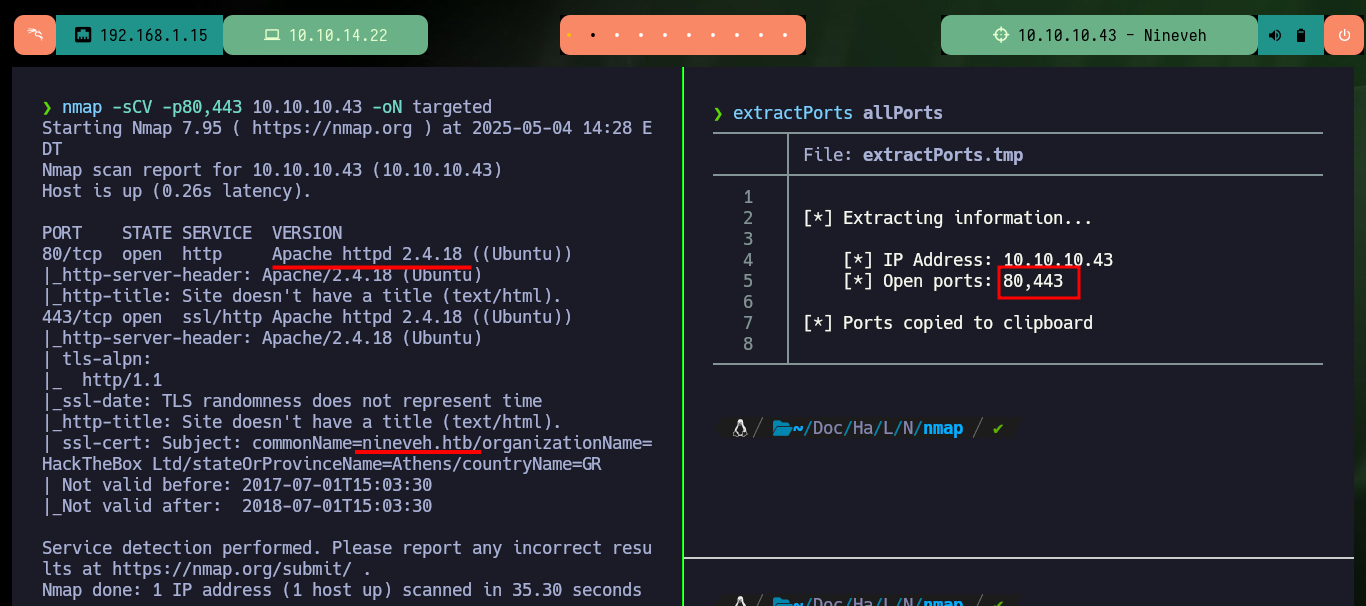 192.168.1.15
10.10.14.22
10.10.10.43 - Nineveh
❯ nmap -sCV -p80,443 10.10.10.43 -oN targeted
Starting Nmap 7.95 ( https://nmap.org ) at 2025-05-04 14:28 E
DT
Nmap scan report for 10.10.10.43 (10.10.10.43)
Host is up (0.26s latency).
PORT    STATE SERVICE  VERSION
80/tcp  open  http     Apache httpd 2.4.18 ((Ubuntu))
|_http-server-header: Apache/2.4.18 (Ubuntu)
|_http-title: Site doesn't have a title (text/html).
443/tcp open  ssl/http Apache httpd 2.4.18 ((Ubuntu))
|_http-server-header: Apache/2.4.18 (Ubuntu)
| tls-alpn:
|_  http/1.1
|_ssl-date: TLS randomness does not represent time
|_http-title: Site doesn't have a title (text/html).
| ssl-cert: Subject: commonName=nineveh.htb/organizationName=
HackTheBox Ltd/stateOrProvinceName=Athens/countryName=GR
| Not valid before: 2017-07-01T15:03:30
|_Not valid after:  2018-07-01T15:03:30
Service detection performed. Please report any incorrect resu
lts at https://nmap.org/submit/ .
Nmap done: 1 IP address (1 host up) scanned in 35.30 seconds
❯ extractPorts allPorts
File: extractPorts.tmp
1
2 [*] Extracting information...
3
4 [*] IP Address: 10.10.10.43
5 [*] Open ports: 80,443
6
7 [*] Ports copied to clipboard
8
/ ~/Doc/Ha/L/N/nmap / ✔
/ ~/Doc/Ha/L/N/nmap / ✔